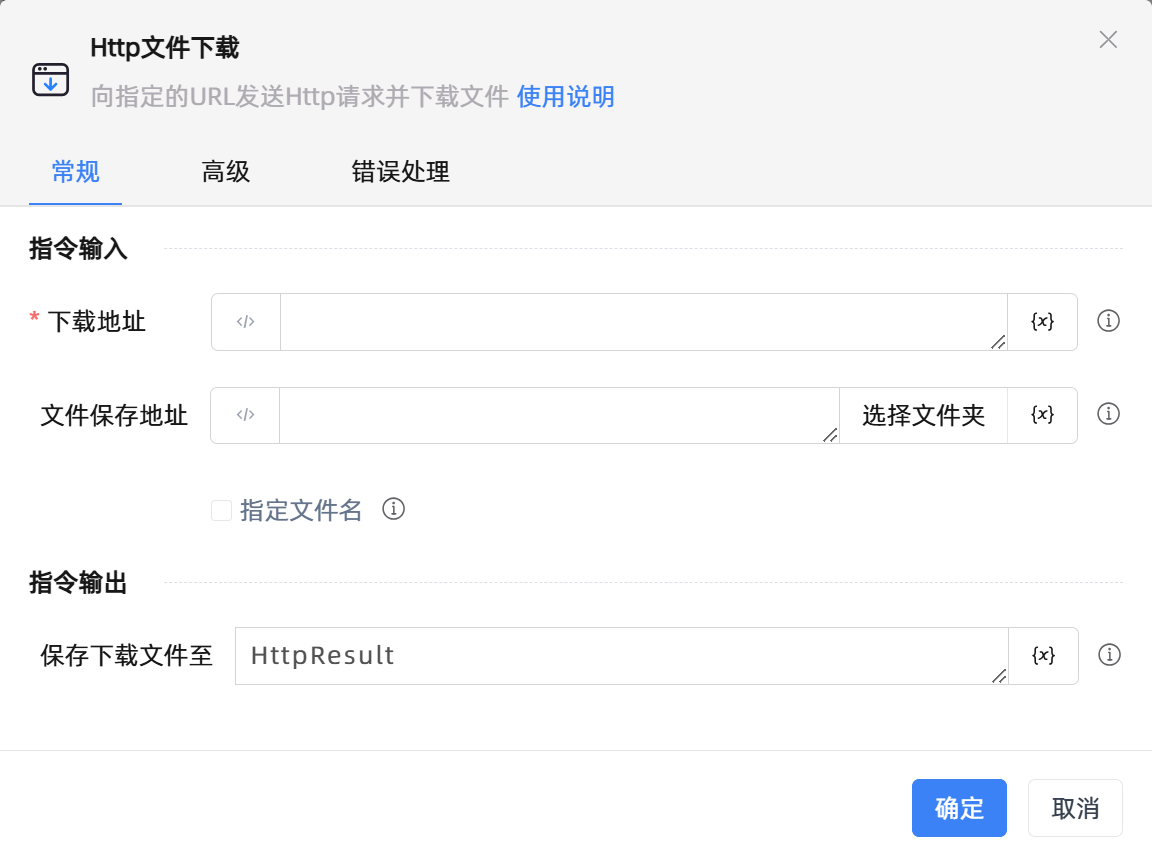 Http文件下载
向指定的URL发送Http请求并下载文件 使用说明
常规 高级 错误处理
指令输入
* 下载地址 </> {x}
文件保存地址 </> 选择文件夹 {x}
指定文件名
指令输出
保存下载文件至 HttpResult {x}
确定 取消